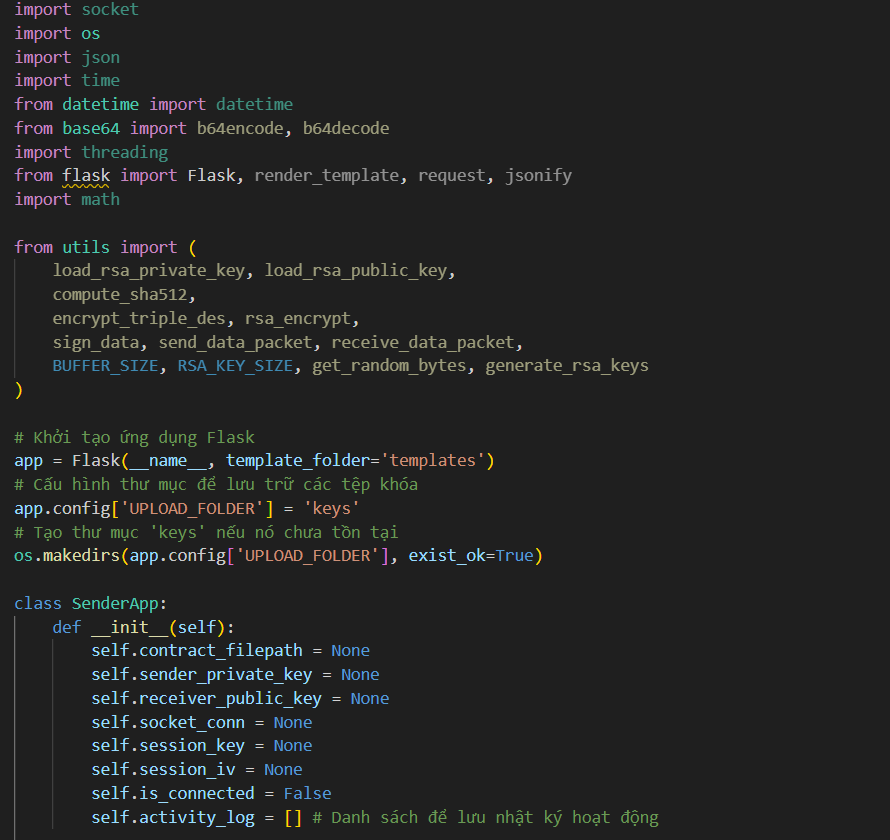 import socket
import os
import json
import time
from datetime import datetime
from base64 import b64encode, b64decode
import threading
from flask import Flask, render_template, request, jsonify
import math

from utils import (
    load_rsa_private_key, load_rsa_public_key,
    compute_sha512,
    encrypt_triple_des, rsa_encrypt,
    sign_data, send_data_packet, receive_data_packet,
    BUFFER_SIZE, RSA_KEY_SIZE, get_random_bytes, generate_rsa_keys
)

# Khởi tạo ứng dụng Flask
app = Flask(__name__, template_folder='templates')
# Cấu hình thư mục để lưu trữ các tệp khóa
app.config['UPLOAD_FOLDER'] = 'keys'
# Tạo thư mục 'keys' nếu nó chưa tồn tại
os.makedirs(app.config['UPLOAD_FOLDER'], exist_ok=True)

class SenderApp:
    def __init__(self):
        self.contract_filepath = None
        self.sender_private_key = None
        self.receiver_public_key = None
        self.socket_conn = None
        self.session_key = None
        self.session_iv = None
        self.is_connected = False
        self.activity_log = [] # Danh sách để lưu nhật ký hoạt động